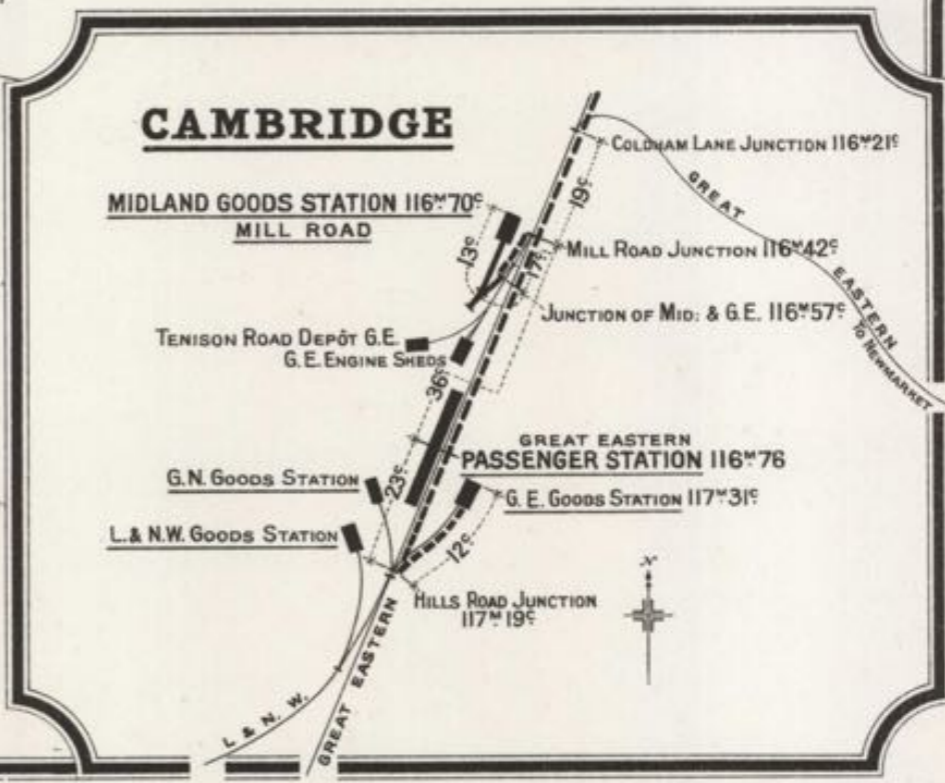 CAMBRIDGE
COLDHAM LANE JUNCTION 116M 21C
GREAT EASTERN
TO NEWMARKET
MIDLAND GOODS STATION 116M 70C
MILL ROAD
19C
13C
17C
MILL ROAD JUNCTION 116M 42C
JUNCTION OF MID: & G.E. 116M 57C
TENISON ROAD DEPÔT G.E.
G.E. ENGINE SHEDS
36C
GREAT EASTERN
PASSENGER STATION 116M 76
G.N. GOODS STATION
23C
G. E. GOODS STATION 117M 31C
L. & N.W. GOODS STATION
12C
N
HILLS ROAD JUNCTION
117M 19C
L & N. W.
GREAT EASTERN